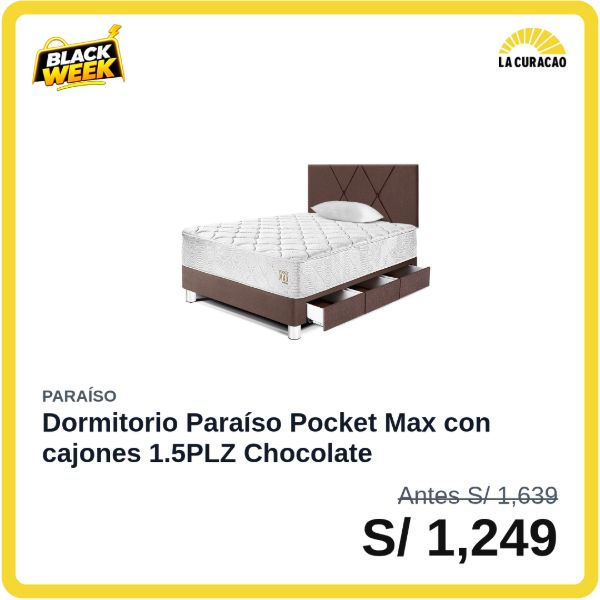 BLACK
WEEK
LA CURACAO
PARAÍSO
Dormitorio Paraíso Pocket Max con
cajones 1.5PLZ Chocolate
Antes S/ 1,639
S/ 1,249